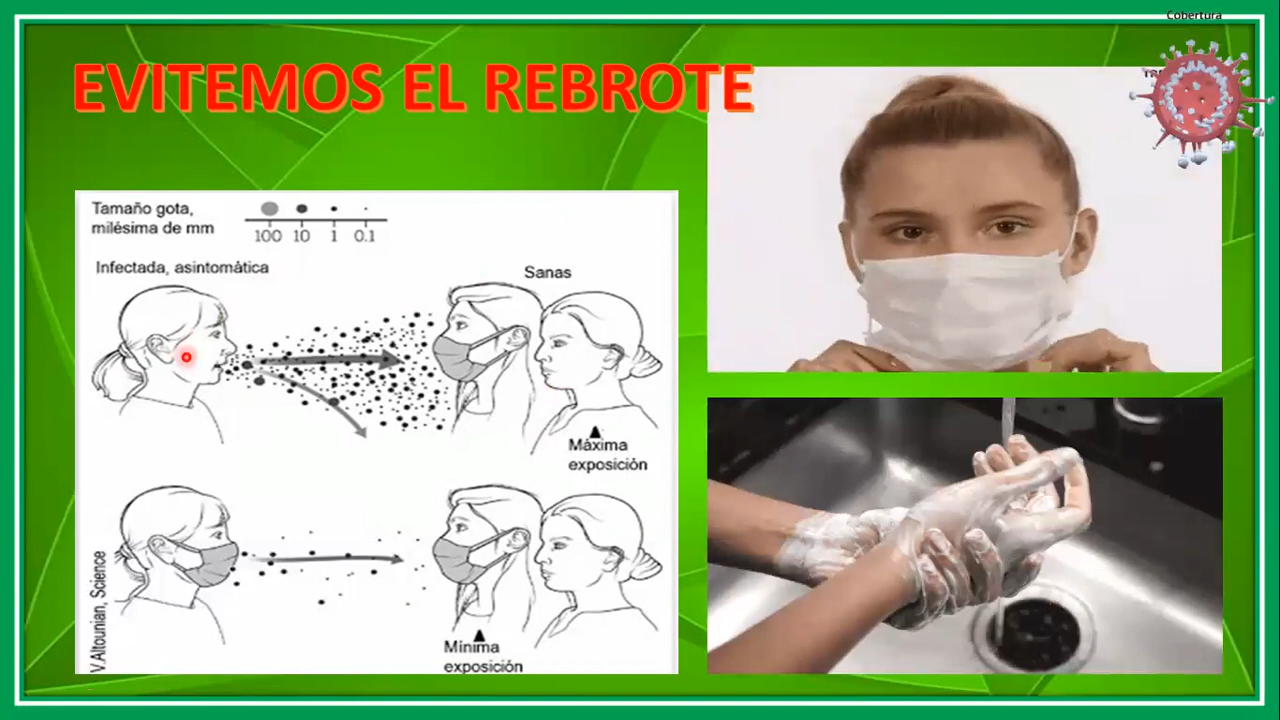 Cobertura
EVITEMOS EL REBROTE
Tamaño gota,
milésima de mm
100 10 1 0.1
Infectada, asintomàtica
Sanas
Máxima
exposición
V.Altounian, Science
Mínima
exposición